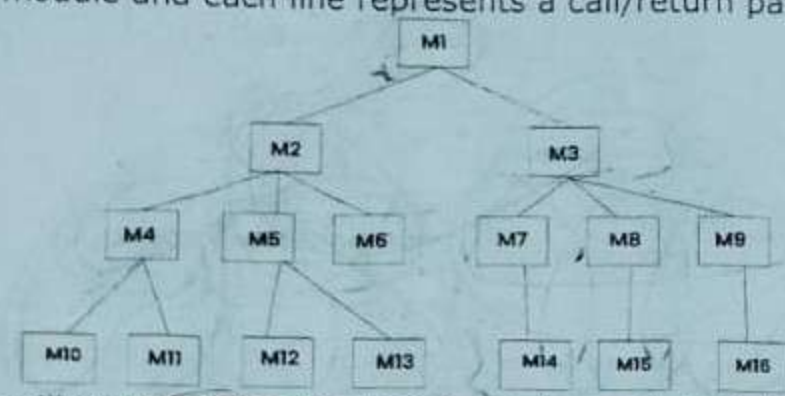 module and each line represents a call/return pa
M1
M2 M3
M4 M5 M6 M7 M8 M9
M10 M11 M12 M13 M14 M15 M16